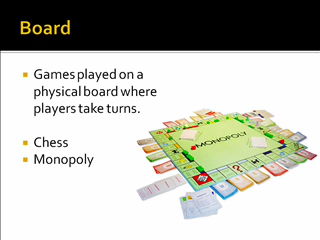 Board
Games played on a
physical board where
players take turns.
Chess
Monopoly
MONOPOLY